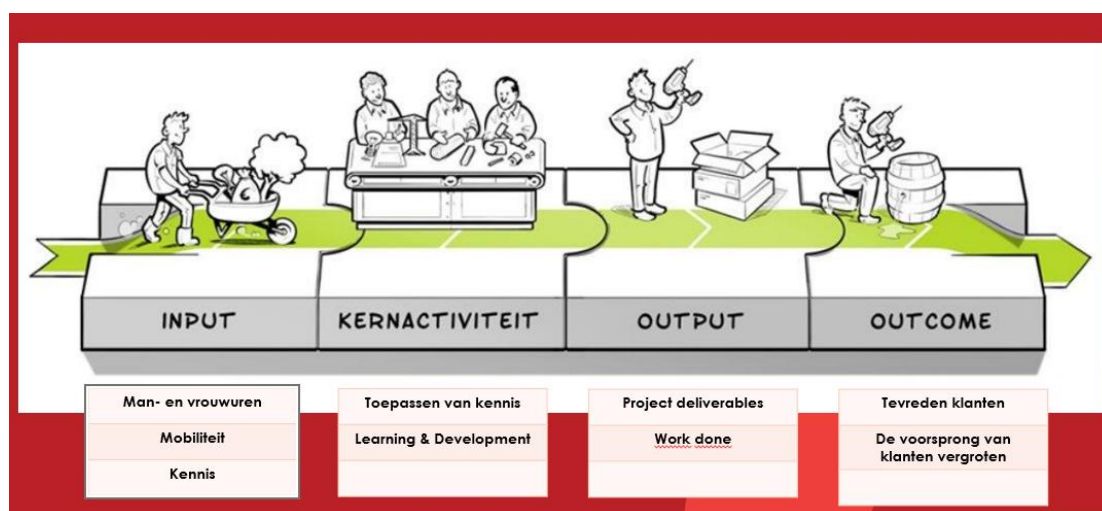 INPUT
KERNACTIVITEIT
OUTPUT
OUTCOME
Man- en vrouwuren
Mobiliteit
Kennis
Toepassen van kennis
Learning & Development
Project deliverables
Work done
Tevreden klanten
De voorsprong van
klanten vergroten